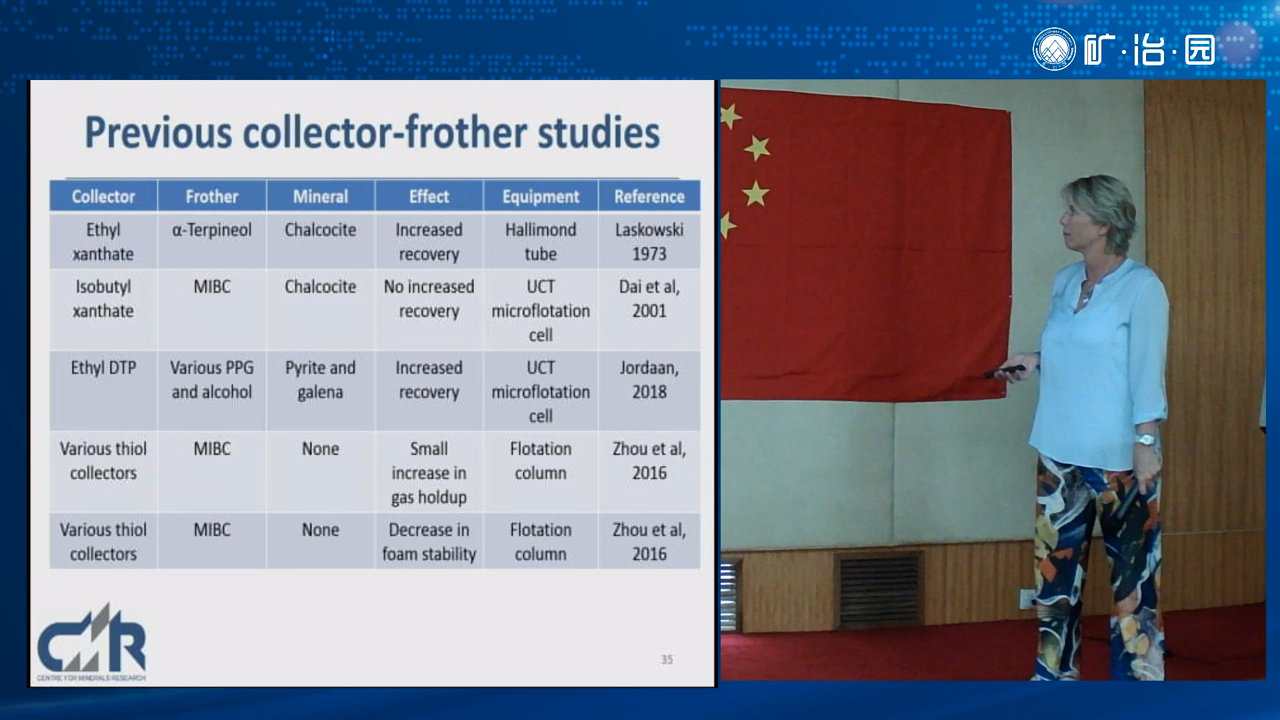 矿·冶·园
Previous collector-frother studies
Collector Frother Mineral Effect Equipment Reference
Ethyl xanthate α-Terpineol Chalcocite Increased recovery Hallimond tube Laskowski 1973
Isobutyl xanthate MIBC Chalcocite No increased recovery UCT microflotation cell Dai et al, 2001
Ethyl DTP Various PPG and alcohol Pyrite and galena Increased recovery UCT microflotation cell Jordaan, 2018
Various thiol collectors MIBC None Small increase in gas holdup Flotation column Zhou et al, 2016
Various thiol collectors MIBC None Decrease in foam stability Flotation column Zhou et al, 2016
CMR
CENTRE FOR MINERALS RESEARCH
35